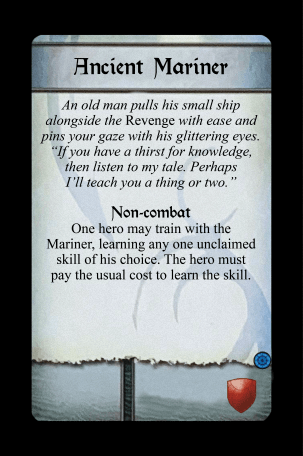 Ancient Mariner
An old man pulls his small ship
alongside the Revenge with ease and
pins your gaze with his glittering eyes.
“If you have a thirst for knowledge,
then listen to my tale. Perhaps
I’ll teach you a thing or two.”
Non-combat
One hero may train with the
Mariner, learning any one unclaimed
skill of his choice. The hero must
pay the usual cost to learn the skill.